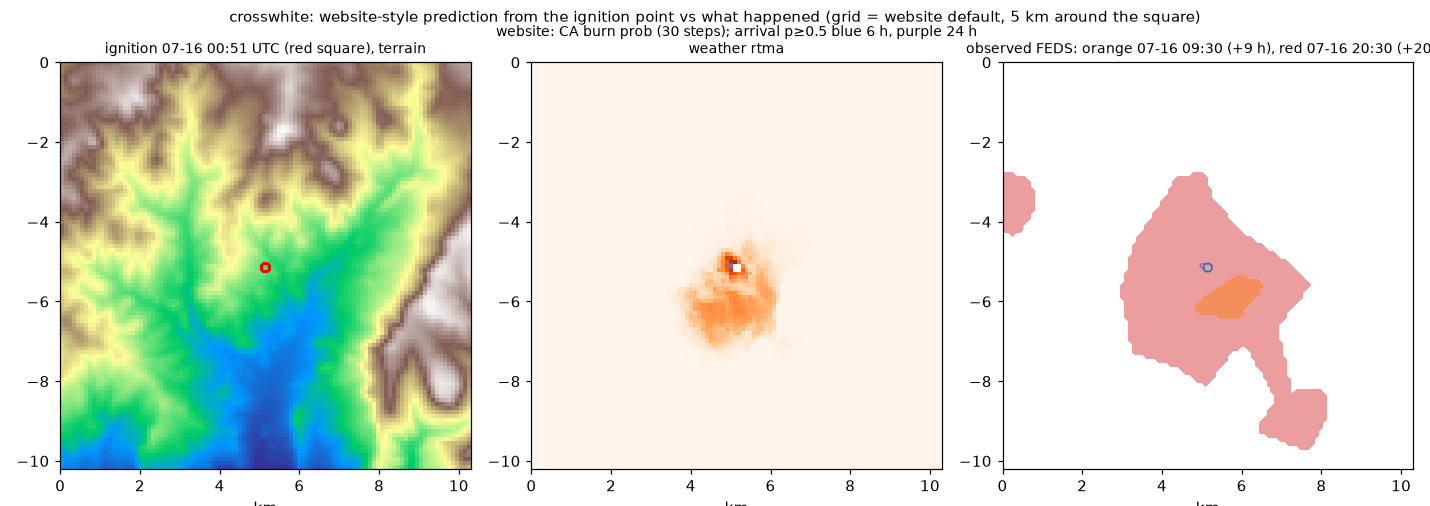 crosswhite: website-style prediction from the ignition point vs what happened (grid = website default, 5 km around the square)
website: CA burn prob (30 steps); arrival p≥0.5 blue 6 h, purple 24 h
ignition 07-16 00:51 UTC (red square), terrain
weather rtma
observed FEDS: orange 07-16 09:30 (+9 h), red 07-16 20:30 (+20
0
−2
−4
−6
−8
−10
0 2 4 6 8 10
km
0
−2
−4
−6
−8
−10
0 2 4 6 8 10
km
0
−2
−4
−6
−8
−10
0 2 4 6 8 10
km